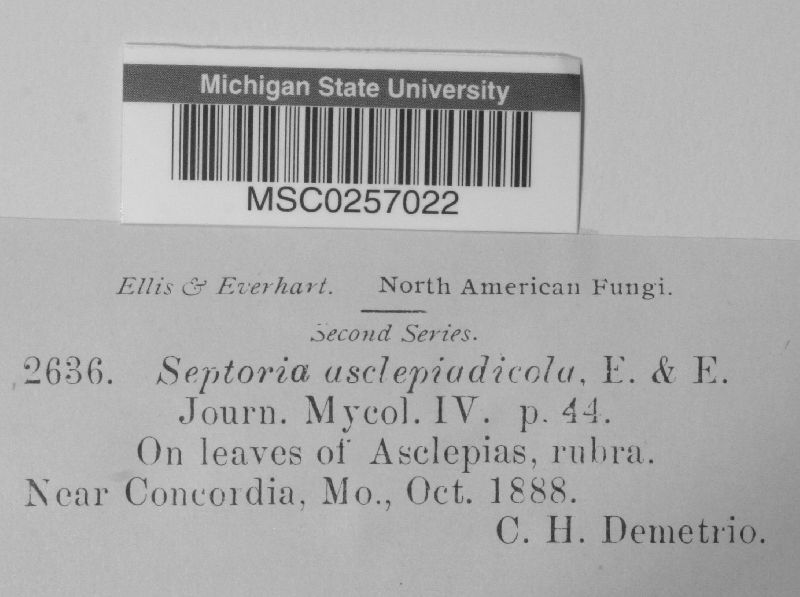 Michigan State University
MSC0257022
Ellis & Everhart. North American Fungi.
Second Series.
2636. Septoria asclepiadicola, E. & E.
Journ. Mycol. IV. p. 44.
On leaves of Asclepias, rubra.
Near Concordia, Mo., Oct. 1888.
C. H. Demetrio.